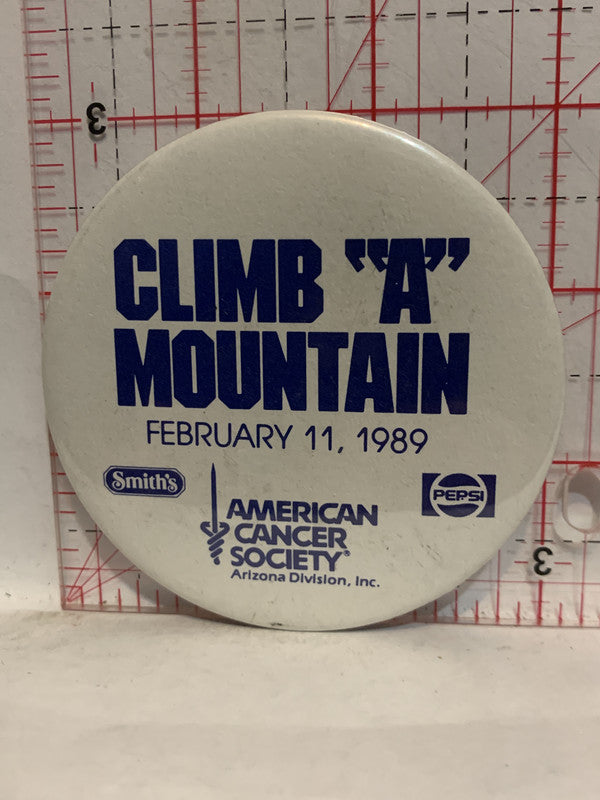 3
CLIMB "A"
MOUNTAIN
FEBRUARY 11, 1989
Smith's
PEPSI
AMERICAN
CANCER
SOCIETY®
Arizona Division, Inc.
3